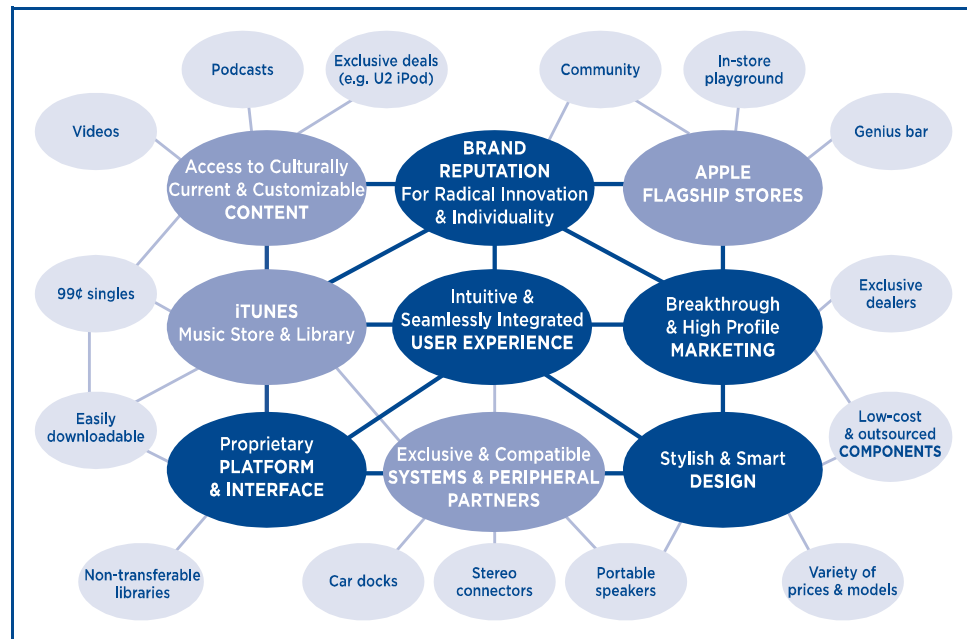 Podcasts
Exclusive deals
(e.g. U2 iPod)
Community
In-store
playground
Videos
Genius bar
Access to Culturally
Current & Customizable
CONTENT
BRAND
REPUTATION
For Radical Innovation
& Individuality
APPLE
FLAGSHIP STORES
99¢ singles
iTUNES
Music Store & Library
Intuitive &
Seamlessly Integrated
USER EXPERIENCE
Breakthrough
& High Profile
MARKETING
Exclusive
dealers
Easily
downloadable
Proprietary
PLATFORM
& INTERFACE
Exclusive & Compatible
SYSTEMS & PERIPHERAL
PARTNERS
Stylish & Smart
DESIGN
Low-cost
& outsourced
COMPONENTS
Non-transferable
libraries
Car docks
Stereo
connectors
Portable
speakers
Variety of
prices & models